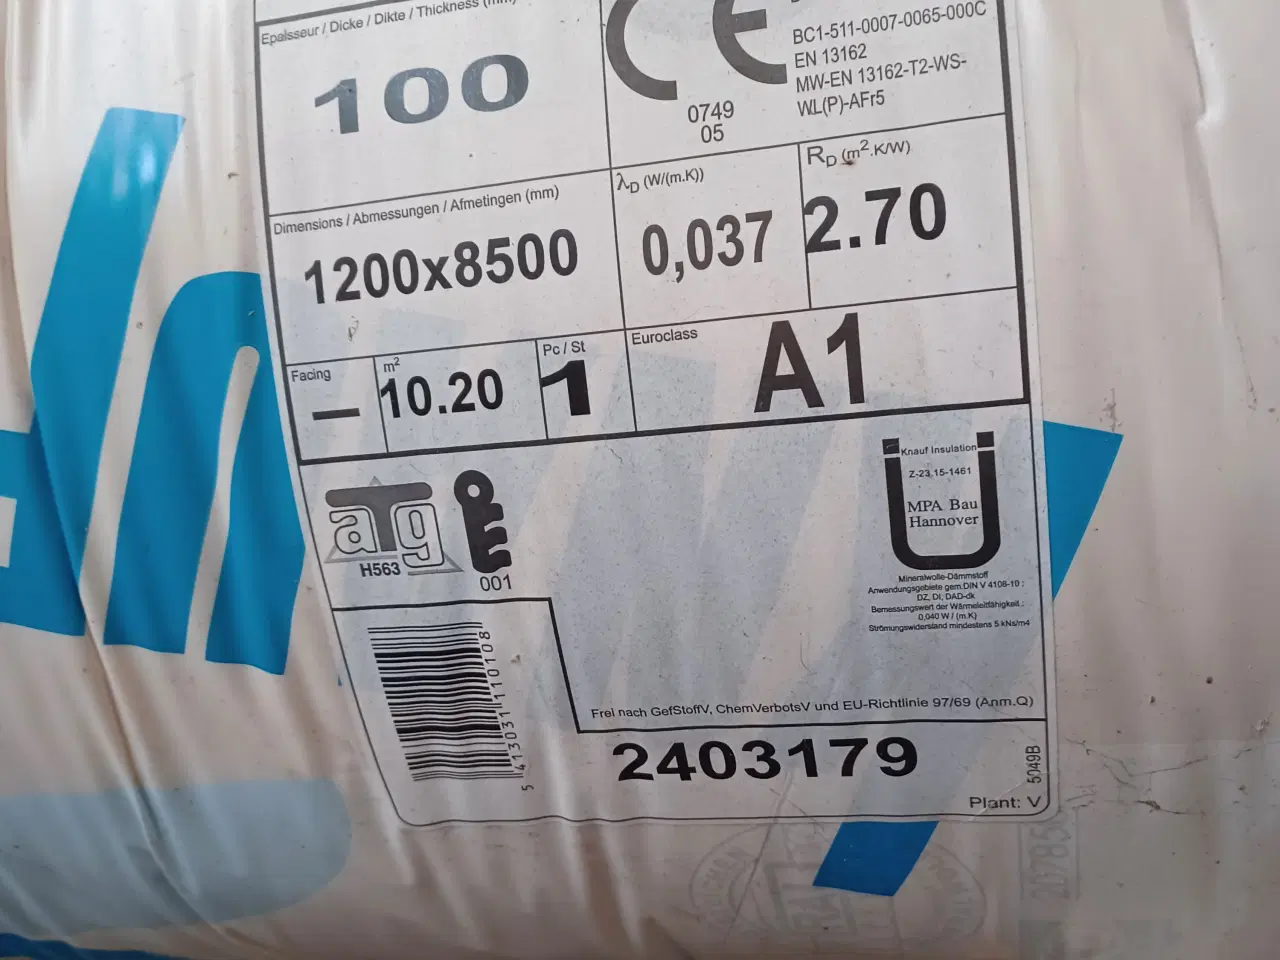 Epaisseur / Dicke / Dikte / Thickness (mm)
100
CE
0749
05
BC1-511-0007-0065-000C
EN 13162
MW-EN 13162-T2-WS-
WL(P)-AFr5
Dimensions / Abmessungen / Afmetingen (mm)
1200x8500
λD (W/(m.K))
0,037
RD (m².K/W)
2.70
Facing
—
m²
10.20
Pc / St
1
Euroclass
A1
atg
H563
001
Knauf Insulation
Z-23.15-1461
MPA Bau
Hannover
Mineralwolle-Dämmstoff
Anwendungsgebiete gem.DIN V 4108-10 :
DZ, DI, DAD-dk
Bemessungswert der Wärmeleitfähigkeit :
0,040 W / (m.K)
Strömungswiderstand mindestens 5 kNs/m4
5 413031 110108
Frei nach GefStoffV, ChemVerbotsV und EU-Richtlinie 97/69 (Anm.Q)
2403179
5049B
Plant: V